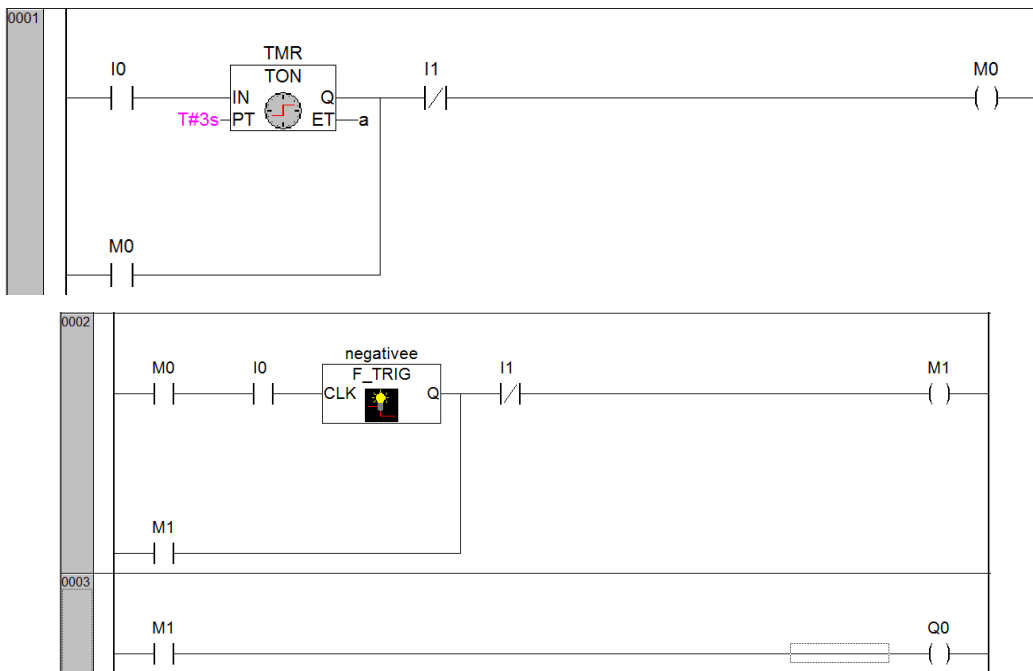 0001
TMR
I0
TON
I1
M0
IN
Q
T#3s
PT
ET
a
M0
0002
negativee
M0
I0
F_TRIG
I1
M1
CLK
Q
M1
0003
M1
Q0